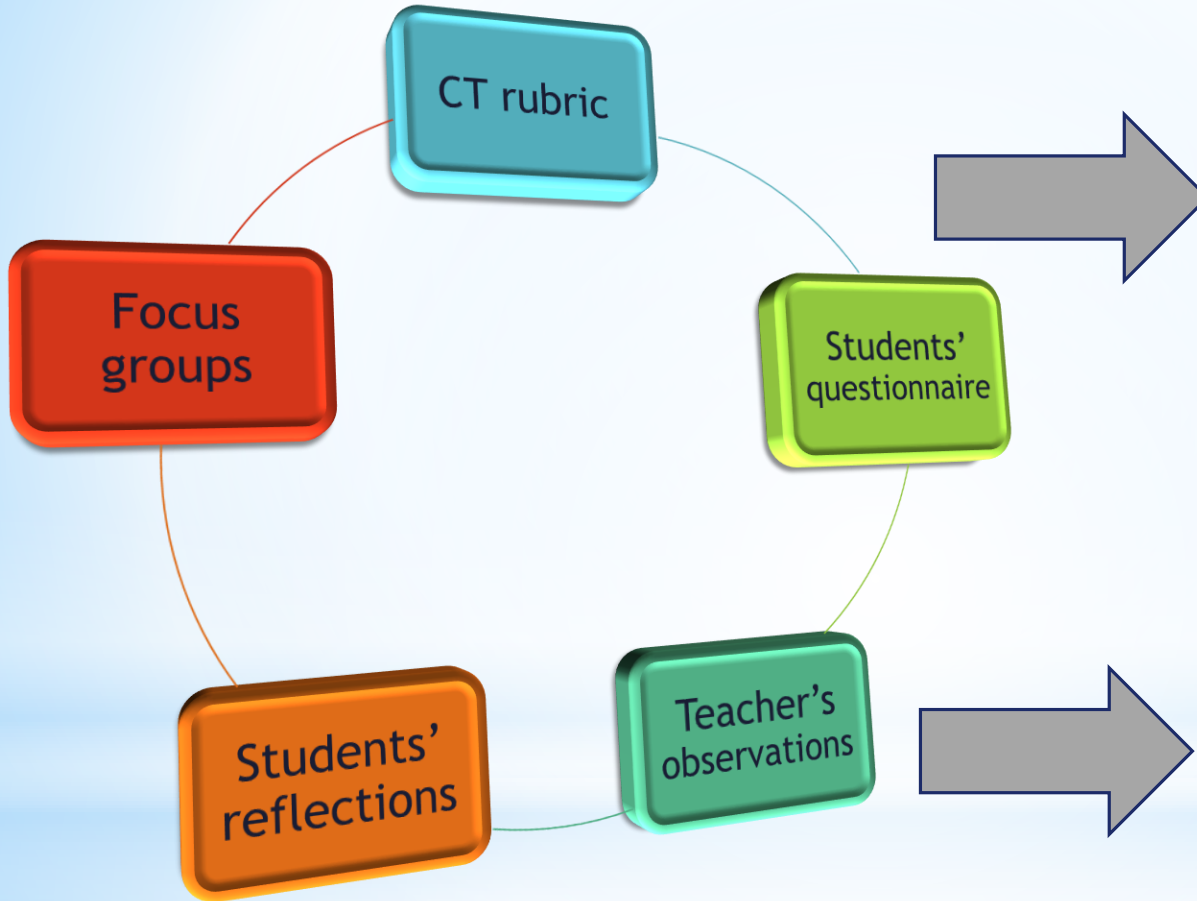 CT rubric
Focus
groups
Students’
questionnaire
Teacher’s
observations
Students’
reflections